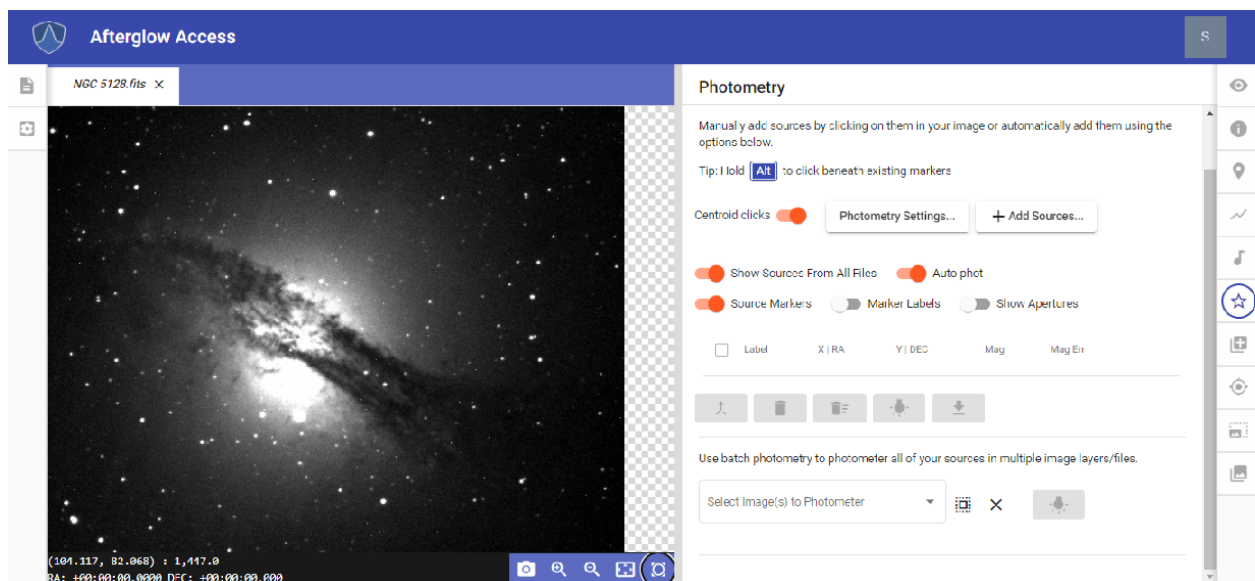 Afterglow Access
S
NGC 5128.fits
Photometry
Manually add sources by clicking on them in your image or automatically add them using the
options below.
Tip: Hold Alt to click beneath existing markers
Centroid clicks
Photometry Settings...
+ Add Sources...
Show Sources From All Files
Auto phot
Source Markers
Marker Labels
Show Apertures
Label X | RA Y | DEC Mag Mag Err
Use batch photometry to photometer all of your sources in multiple image layers/files.
Select Image(s) to Photometer
(104.117, 82.068) : 1,447.0
RA: +00:00:00.0000 DEC: +00:00:00.000